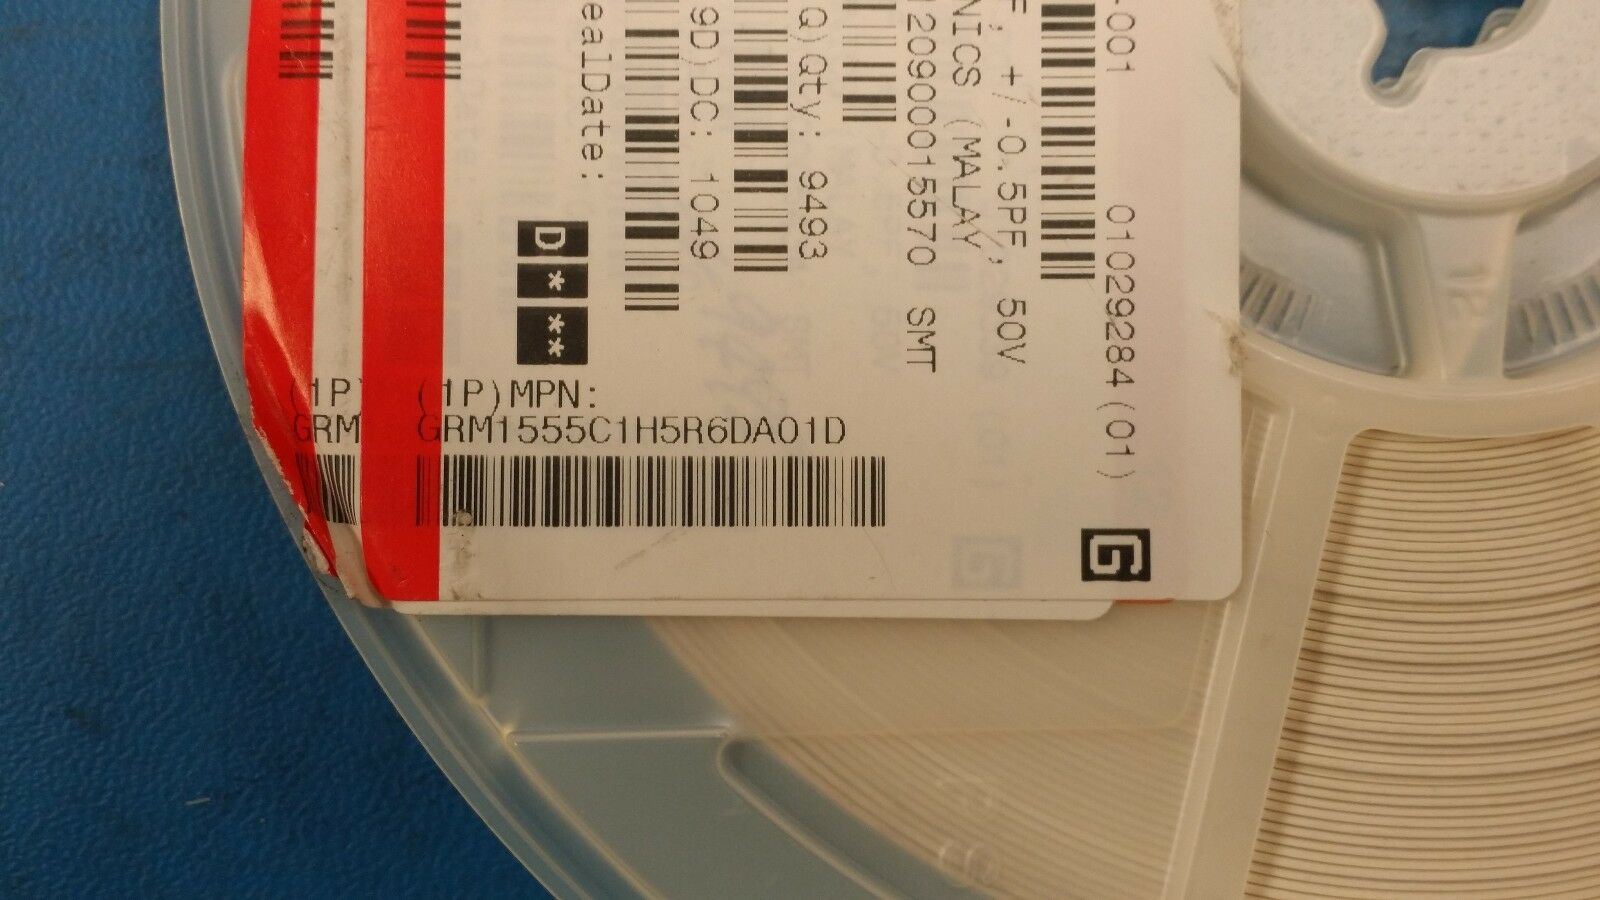 -001 01029284(01)
F, +/-0.5PF, 50V
NICS (MALAY
1209000015570 SMT
Q)Qty: 9493
9D)DC: 1049
ealDate:
D * **
(1P) (1P)MPN:
GRM GRM1555C1H5R6DA01D
G